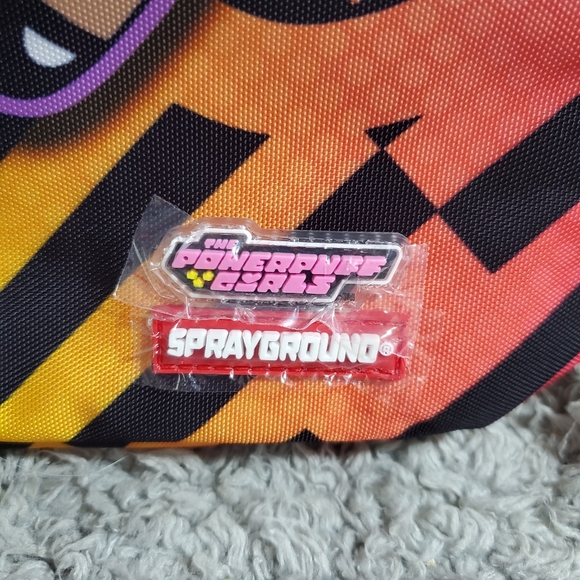 THE
POWERPUFF
GIRLS
SPRAYGROUND®